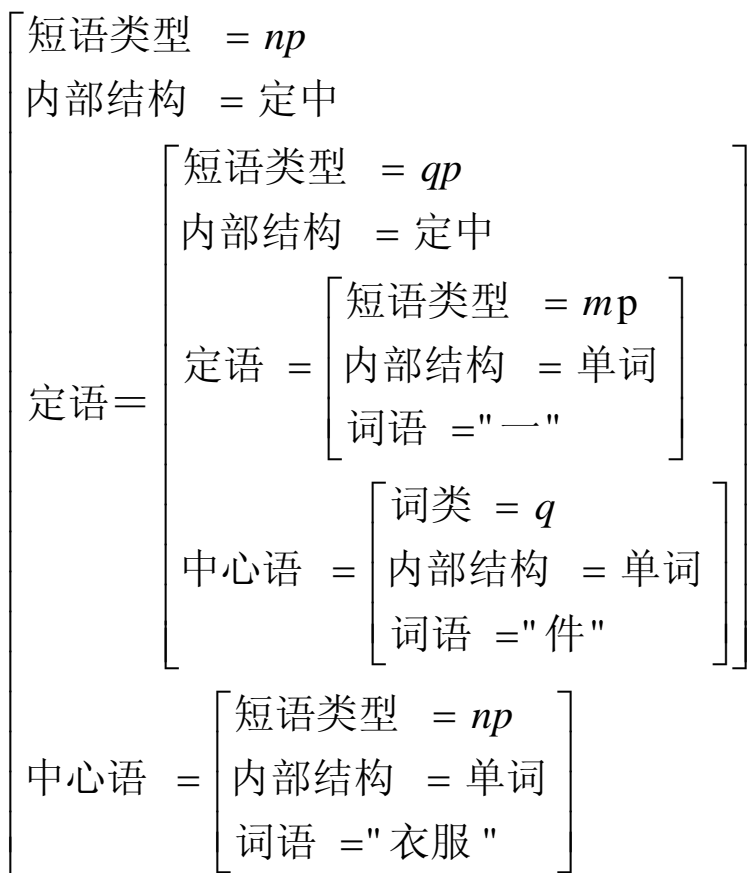 短语类型 = np
内部结构 = 定中
短语类型 = qp
内部结构 = 定中
短语类型 = mp
定语＝ 定语 = 内部结构 = 单词
词语 ="一"
词类 = q
中心语 = 内部结构 = 单词
词语 ="件"
短语类型 = np
中心语 = 内部结构 = 单词
词语 ="衣服"